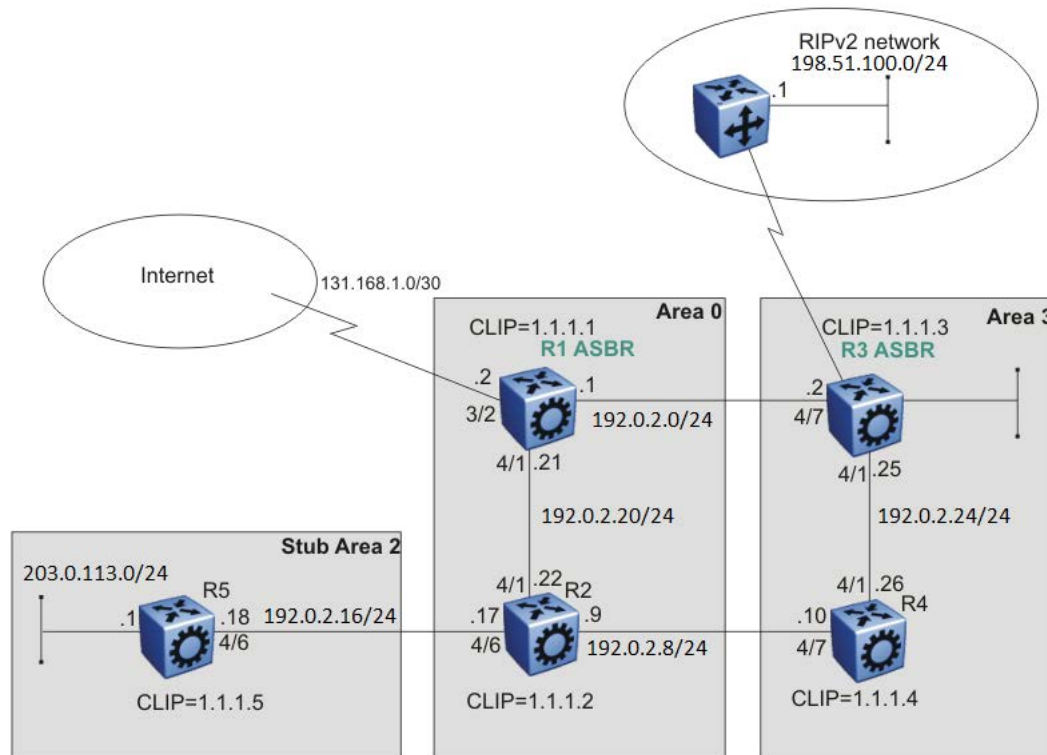 RIPv2 network
198.51.100.0/24
.1
Internet
131.168.1.0/30
Area 0
CLIP=1.1.1.1
R1 ASBR
.2
.1
3/2
192.0.2.0/24
4/1 .21
192.0.2.20/24
Area 3
CLIP=1.1.1.3
R3 ASBR
.2
4/7
4/1 .25
192.0.2.24/24
Stub Area 2
203.0.113.0/24
R5
.1
.18
4/6
192.0.2.16/24
CLIP=1.1.1.5
4/1 .22
R2
.17
.9
4/6
192.0.2.8/24
CLIP=1.1.1.2
4/1 .26
R4
.10
4/7
CLIP=1.1.1.4